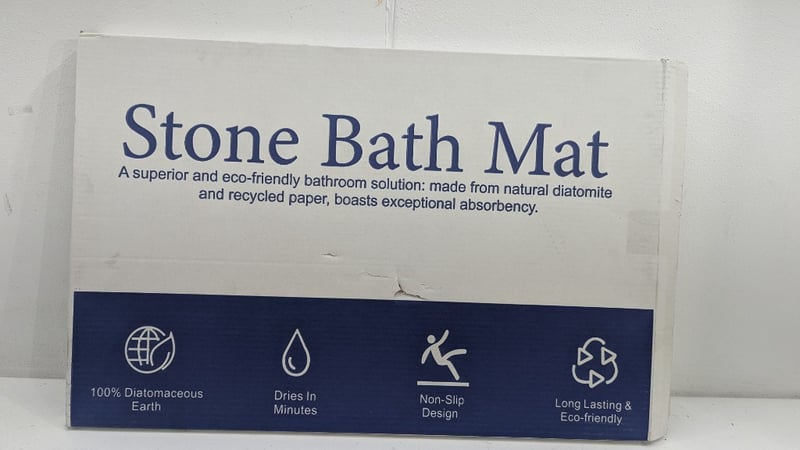 Stone Bath Mat
A superior and eco-friendly bathroom solution: made from natural diatomite
and recycled paper, boasts exceptional absorbency.
100% Diatomaceous
Earth
Dries In
Minutes
Non-Slip
Design
Long Lasting &
Eco-friendly